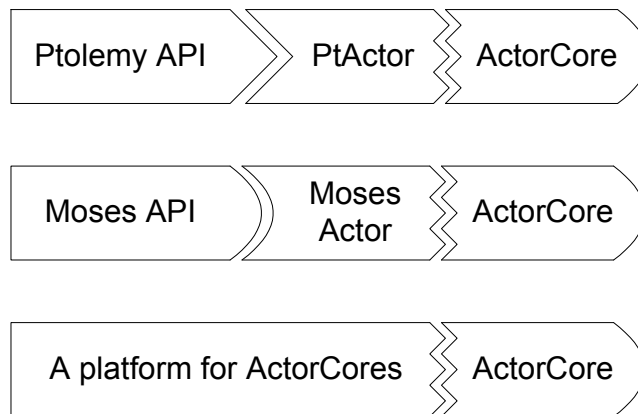 Ptolemy API PtActor ActorCore
Moses API Moses Actor ActorCore
A platform for ActorCores ActorCore